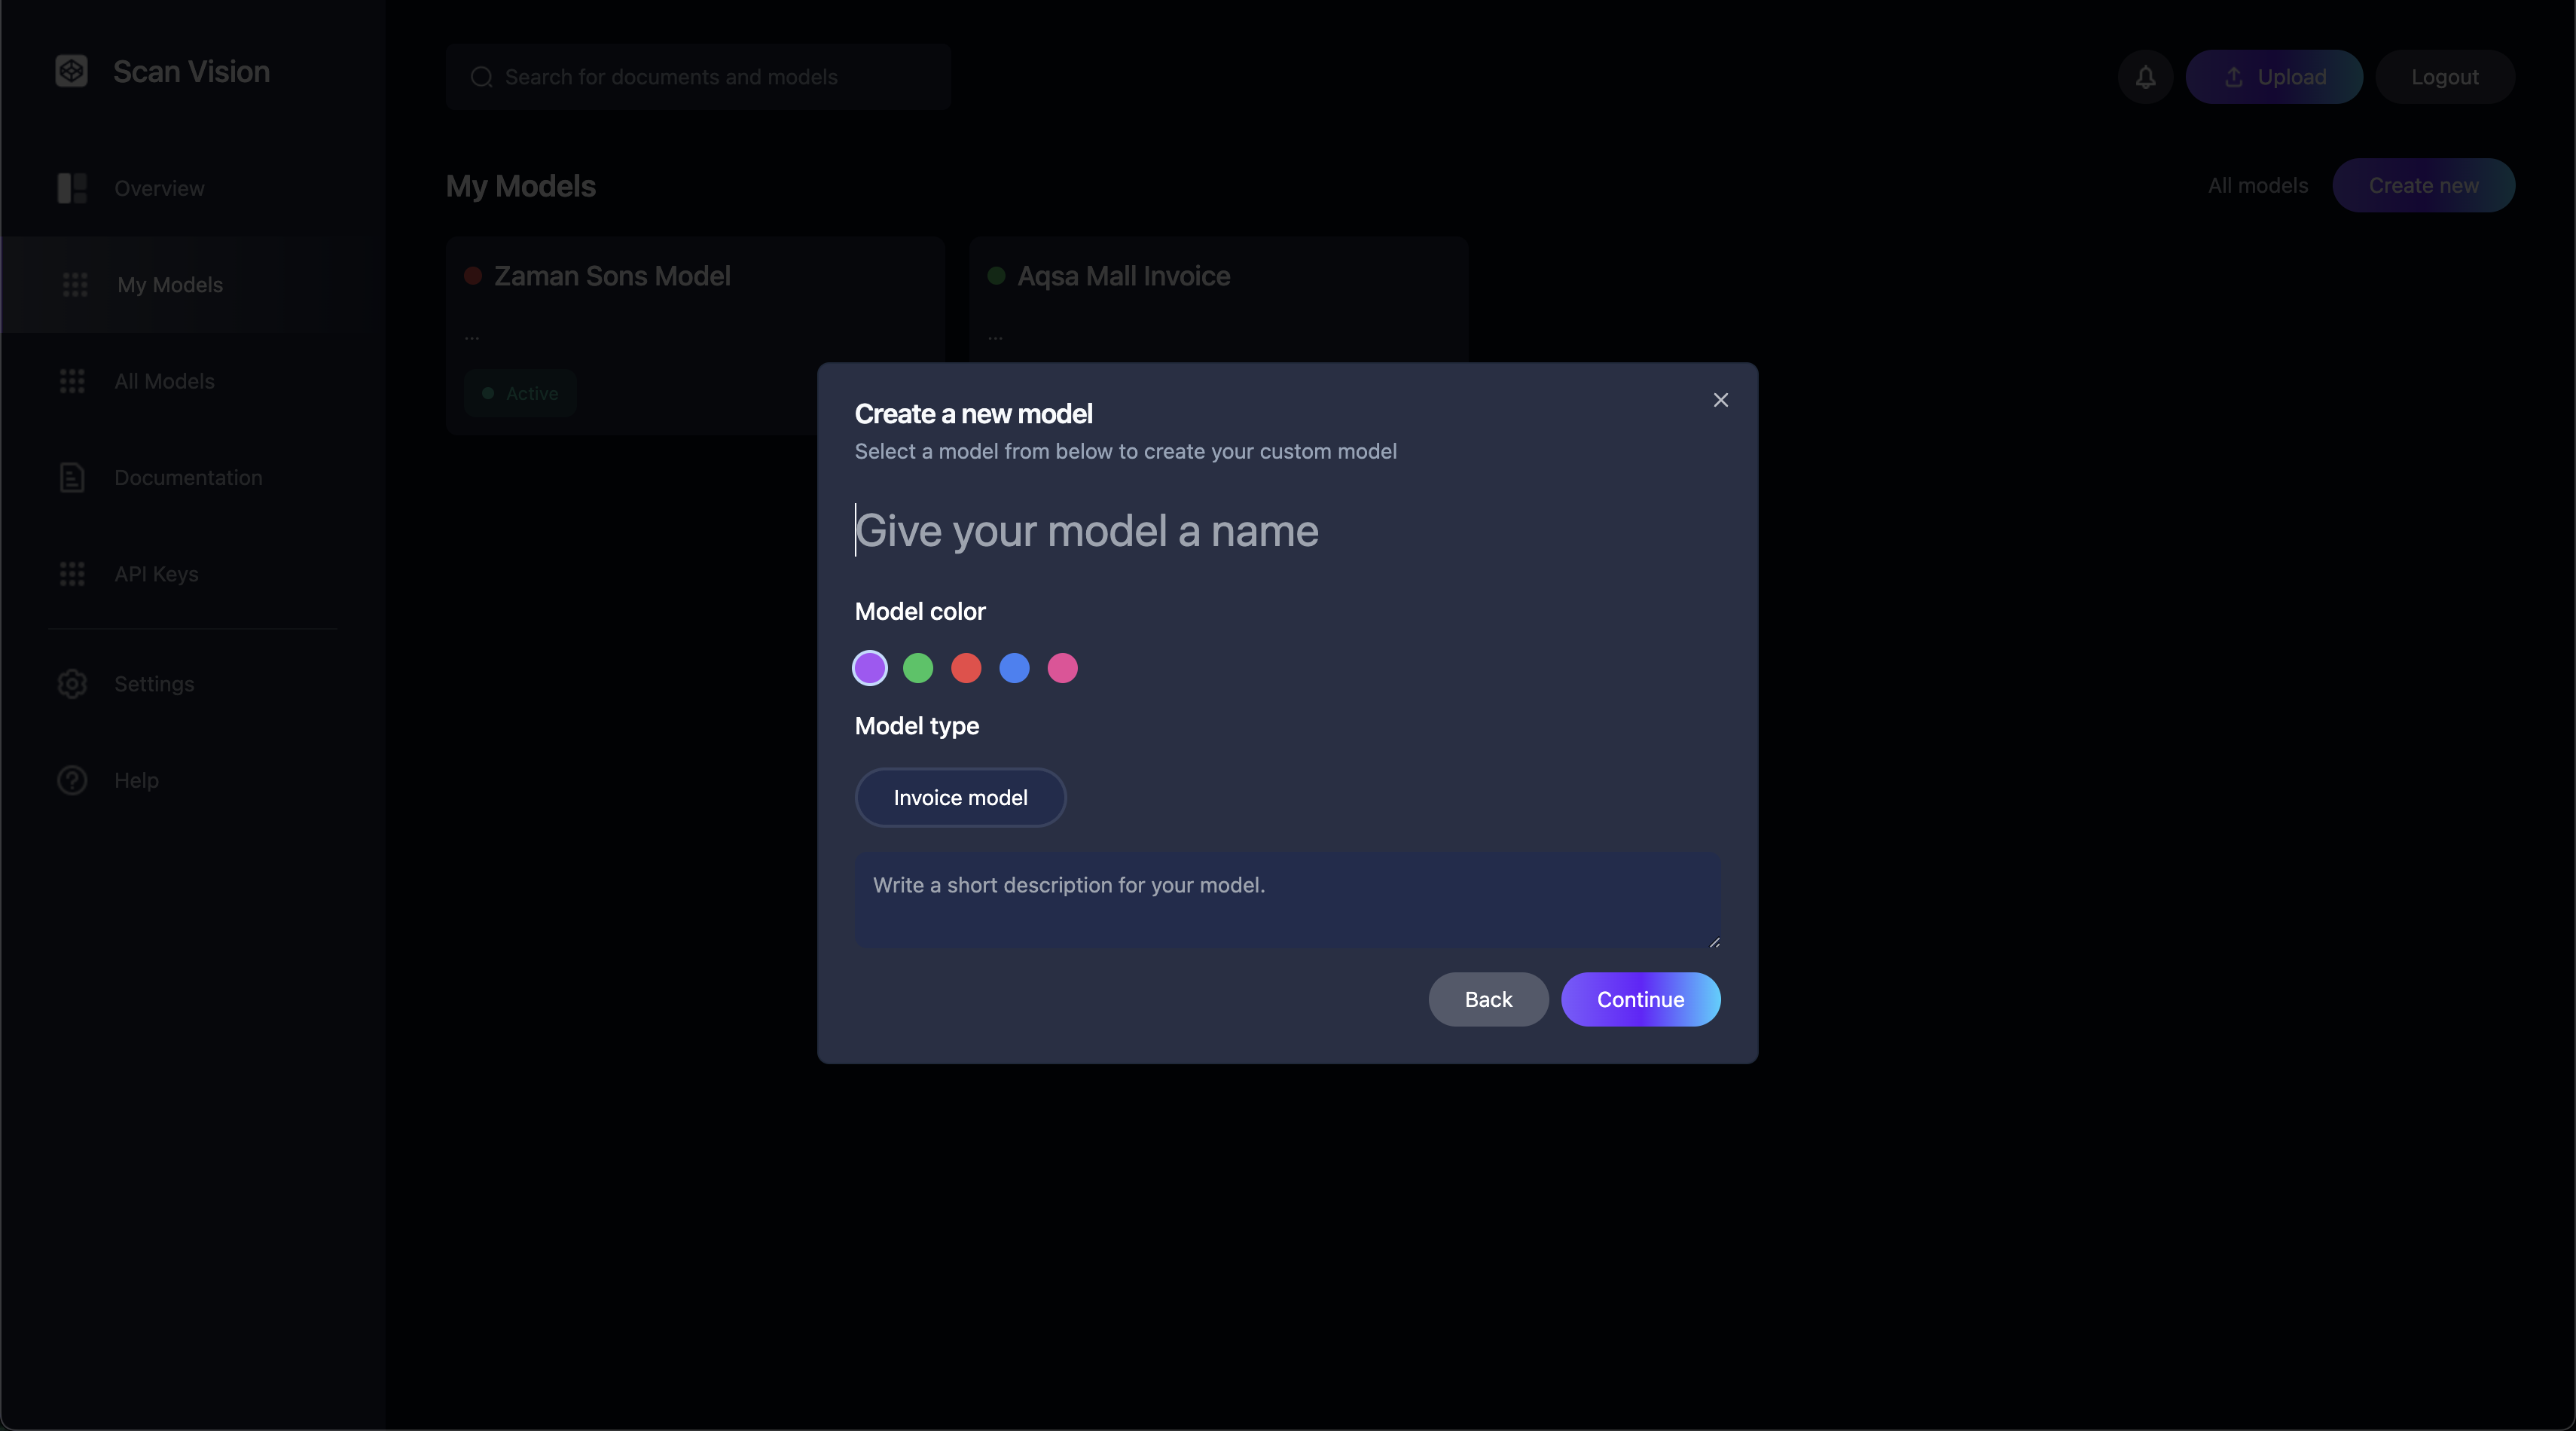 Scan Vision
Search for documents and models
Upload
Logout
Overview
My Models
All Models
Documentation
API Keys
Settings
Help
My Models
All models
Create new
Zaman Sons Model
...
Active
Aqsa Mall Invoice
...
Create a new model
Select a model from below to create your custom model
Give your model a name
Model color
Model type
Invoice model
Write a short description for your model.
Back
Continue